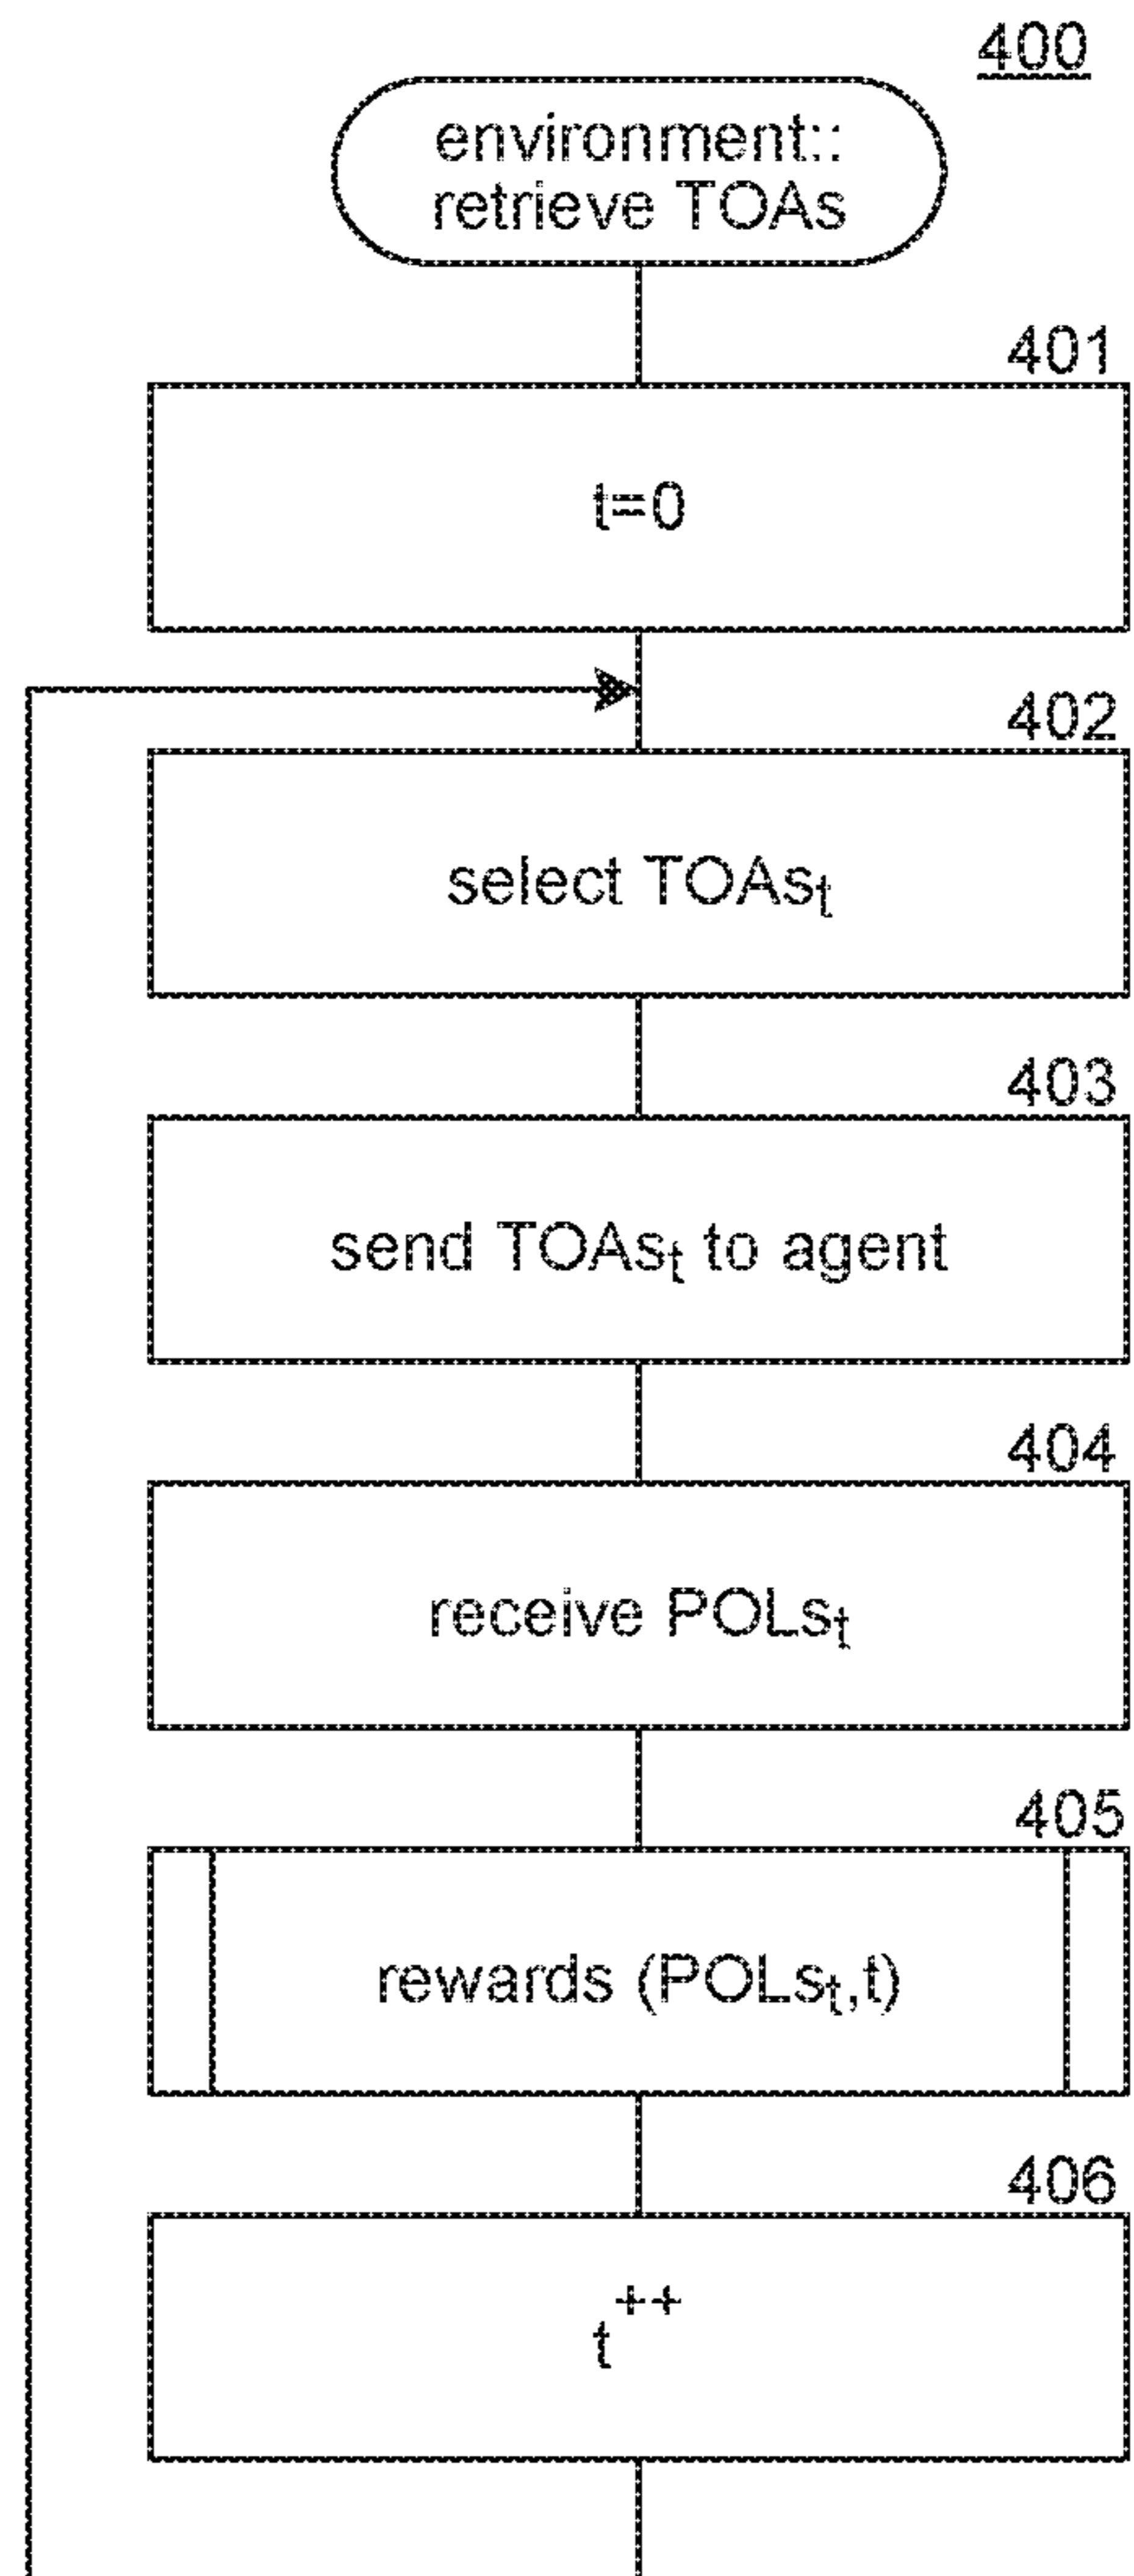 400
environment::
retrieve TOAs
401
t=0
402
select TOAsₜ
403
send TOAsₜ to agent
404
receive POLsₜ
405
rewards (POLsₜ,t)
406
t⁺⁺